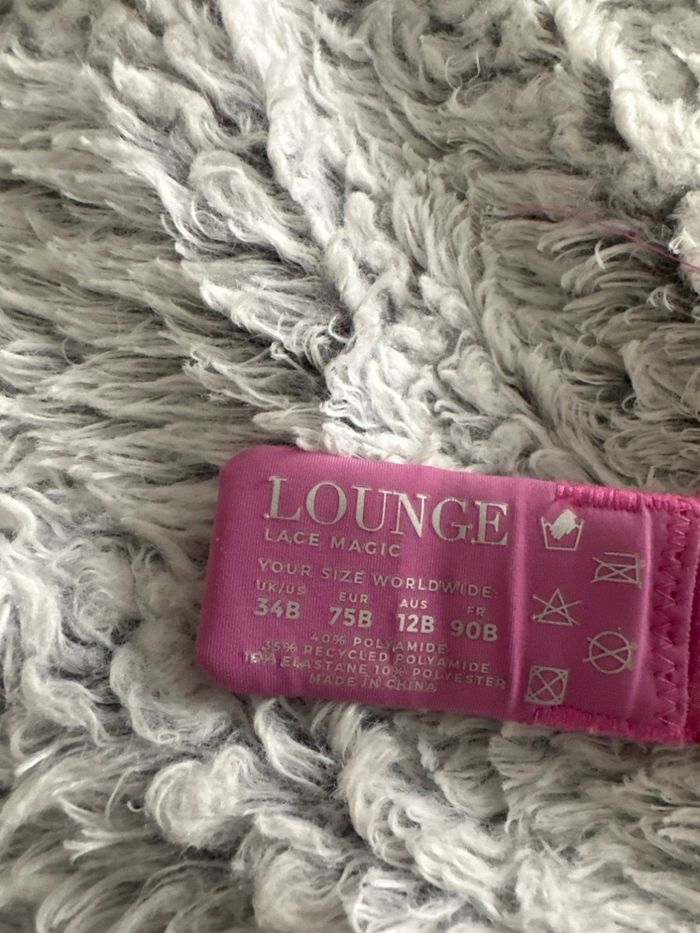 LOUNGE
LACE MAGIC
YOUR SIZE WORLDWIDE:
UK/US EUR AUS FR
34B 75B 12B 90B
40% POLYAMIDE
35% RECYCLED POLYAMIDE
15% ELASTANE 10% POLYESTER
MADE IN CHINA